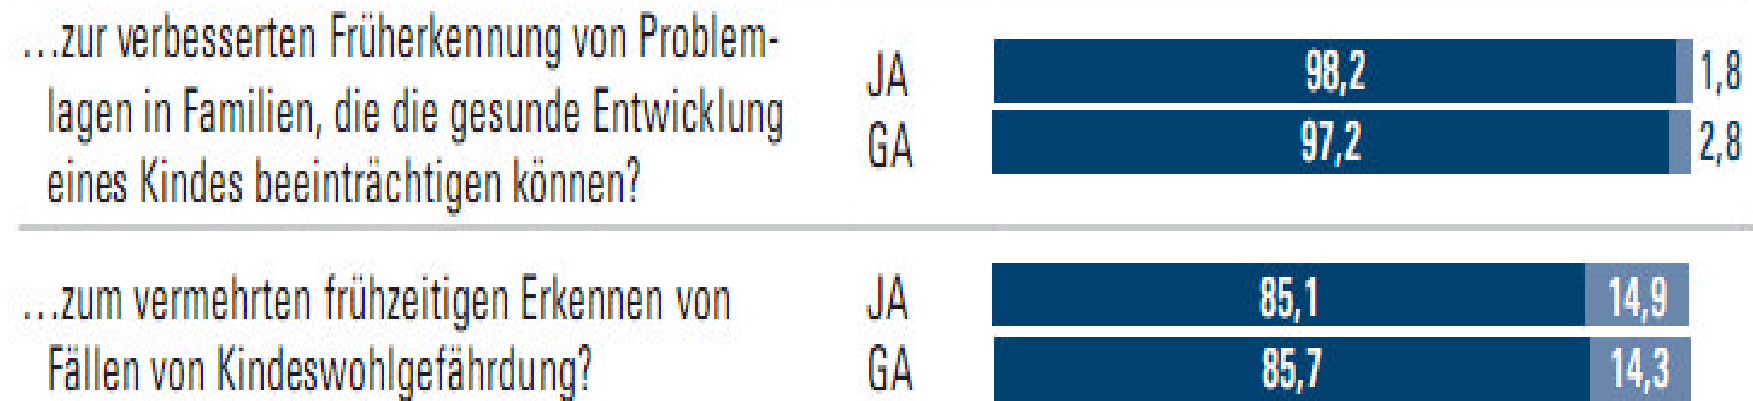 ...zur verbesserten Früherkennung von Problem-
lagen in Familien, die die gesunde Entwicklung
eines Kindes beeinträchtigen können?
JA 98,2 1,8
GA 97,2 2,8
...zum vermehrten frühzeitigen Erkennen von
Fällen von Kindeswohlgefährdung?
JA 85,1 14,9
GA 85,7 14,3